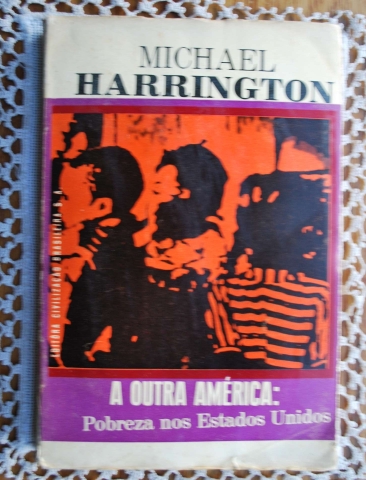 MICHAEL
HARRINGTON
EDITÔRA CIVILIZAÇÃO BRASILEIRA S. A.
A OUTRA AMÉRICA:
Pobreza nos Estados Unidos